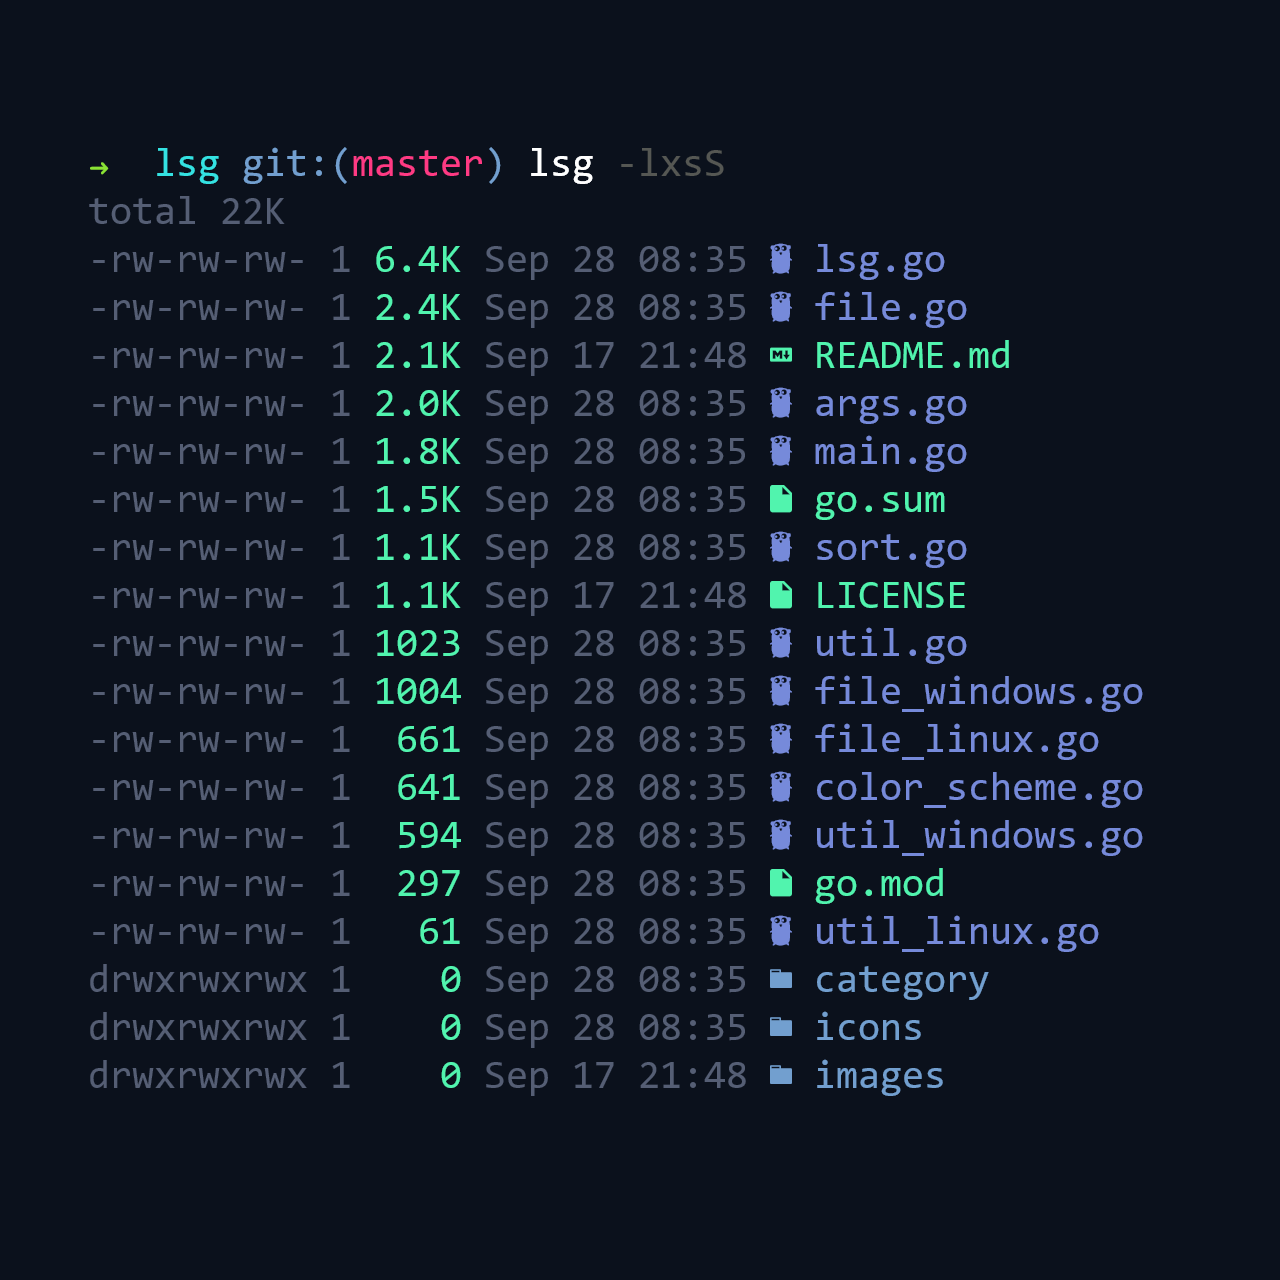 ➜  lsg git:(master) lsg -lxsS
total 22K
-rw-rw-rw- 1 6.4K Sep 28 08:35 lsg.go
-rw-rw-rw- 1 2.4K Sep 28 08:35 file.go
-rw-rw-rw- 1 2.1K Sep 17 21:48 README.md
-rw-rw-rw- 1 2.0K Sep 28 08:35 args.go
-rw-rw-rw- 1 1.8K Sep 28 08:35 main.go
-rw-rw-rw- 1 1.5K Sep 28 08:35 go.sum
-rw-rw-rw- 1 1.1K Sep 28 08:35 sort.go
-rw-rw-rw- 1 1.1K Sep 17 21:48 LICENSE
-rw-rw-rw- 1 1023 Sep 28 08:35 util.go
-rw-rw-rw- 1 1004 Sep 28 08:35 file_windows.go
-rw-rw-rw- 1  661 Sep 28 08:35 file_linux.go
-rw-rw-rw- 1  641 Sep 28 08:35 color_scheme.go
-rw-rw-rw- 1  594 Sep 28 08:35 util_windows.go
-rw-rw-rw- 1  297 Sep 28 08:35 go.mod
-rw-rw-rw- 1   61 Sep 28 08:35 util_linux.go
drwxrwxrwx 1    0 Sep 28 08:35 category
drwxrwxrwx 1    0 Sep 28 08:35 icons
drwxrwxrwx 1    0 Sep 17 21:48 images